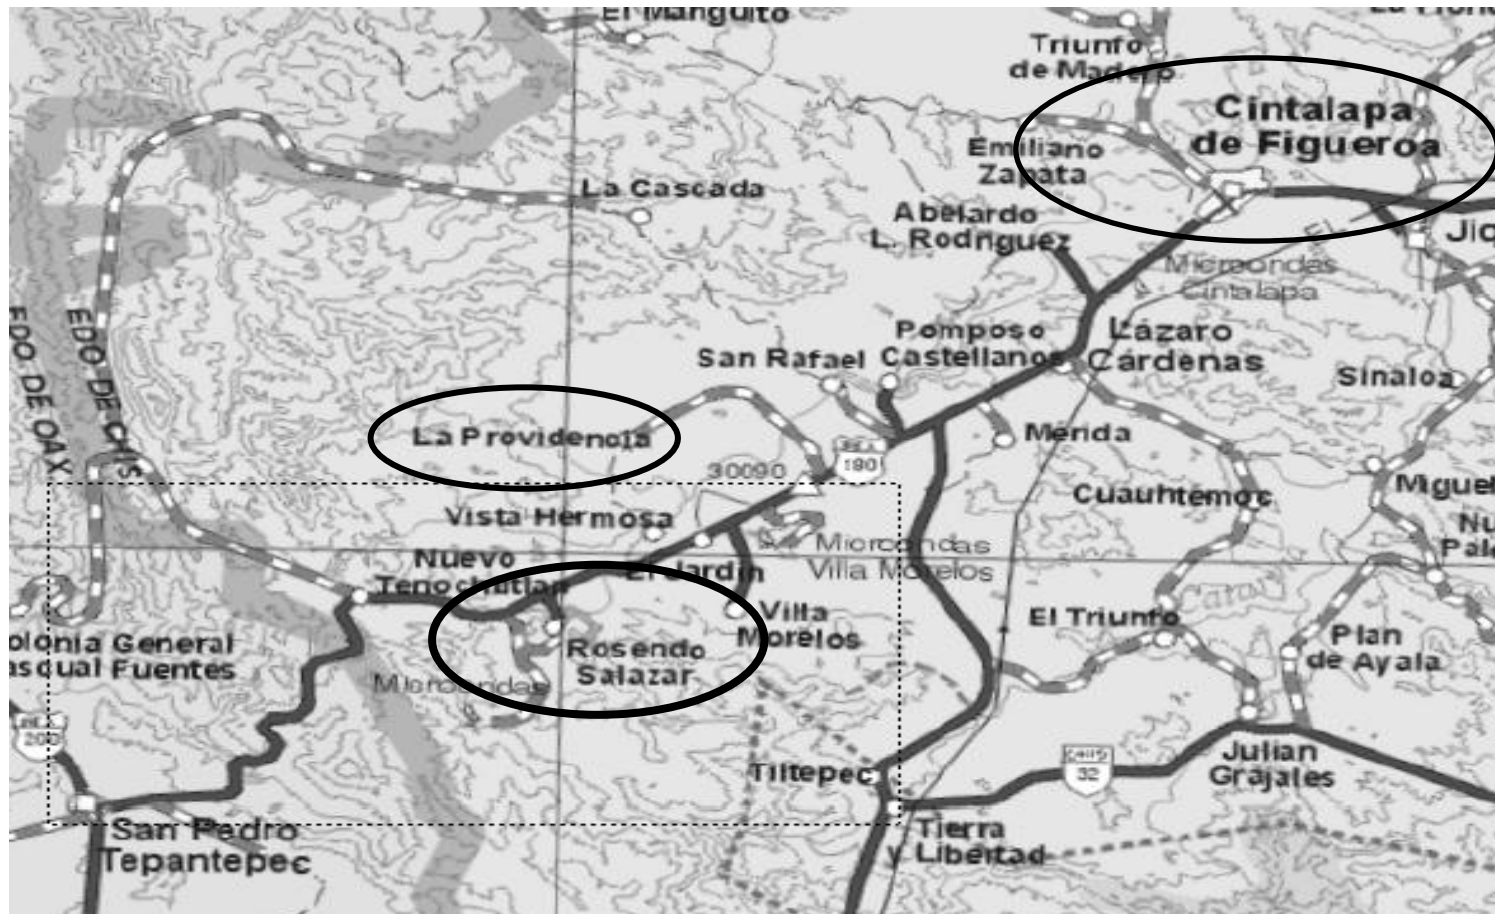 El Manguito
Triunfo
de Madero
Cintalapa
de Figueroa
Emiliano
Zapata
La Cascada
Abelardo
L. Rodriguez
Jiq
Microondas
Cintalapa
EDO DE OAX
EDO DE CHIS
Pomposo
Castellanos
San Rafael
Lázaro
Cárdenas
Sinaloa
La Providencia
Mérida
30090
190
Cuauhtemoc
Miguel
Vista Hermosa
Nu
Pale
Microondas
Villa Morelos
Nuevo
Tenochtitlan
El Jardín
Villa
Morelos
El Triunfo
Plan
de Ayala
olonia General
ascual Fuentes
Rosendo
Salazar
Microondas
200
Tiltepec
CHIS
32
Julian
Grajales
San Pedro
Tepantepec
Tierra
y Libertad